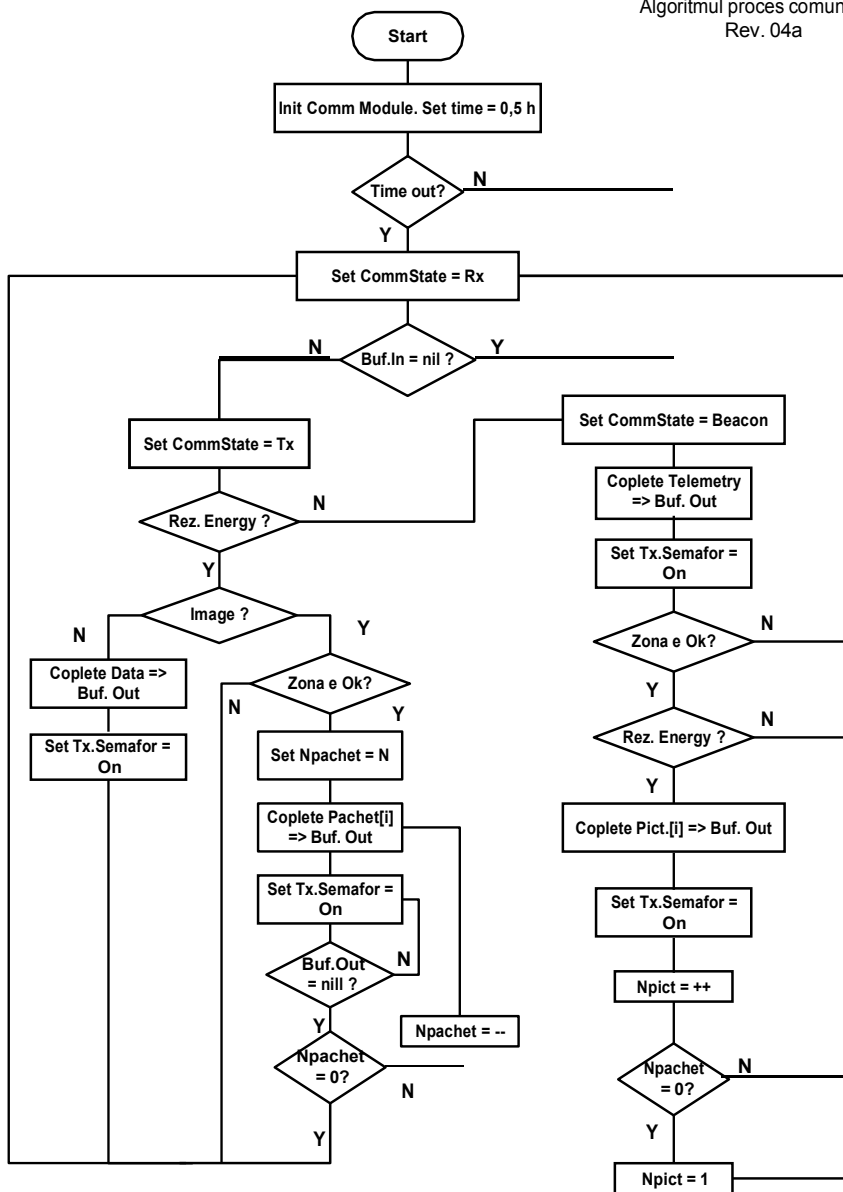 Algoritmul proces comun
Rev. 04a
Start
Init Comm Module. Set time = 0,5 h
Time out?
N
Y
Set CommState = Rx
N
Buf.In = nil ?
Y
Set CommState = Tx
Set CommState = Beacon
Rez. Energy ?
N
Y
Coplete Telemetry
=> Buf. Out
Set Tx.Semafor =
On
Image ?
N
Y
Zona e Ok?
N
Y
Coplete Data =>
Buf. Out
Zona e Ok?
N
Y
Set Tx.Semafor =
On
Set Npachet = N
Rez. Energy ?
N
Y
Coplete Pachet[i]
=> Buf. Out
Coplete Pict.[i] => Buf. Out
Set Tx.Semafor =
On
Set Tx.Semafor =
On
Buf.Out
= nill ?
N
Y
Npict = ++
Npachet = --
Npachet
= 0?
N
Y
Npachet
= 0?
N
Y
Npict = 1